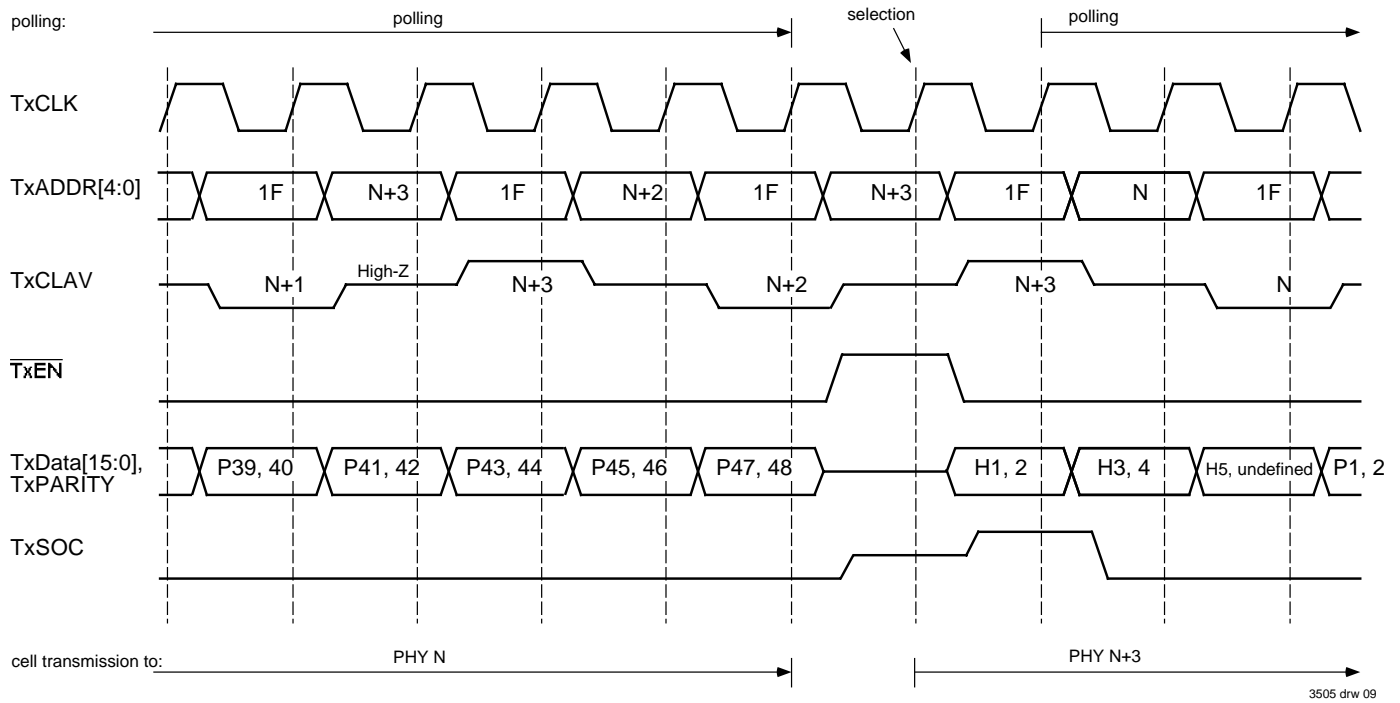 polling: polling selection polling
TxCLK
TxADDR[4:0] 1F N+3 1F N+2 1F N+3 1F N 1F
TxCLAV N+1 High-Z N+3 N+2 N+3 N
TxEN
TxData[15:0],
TxPARITY P39, 40 P41, 42 P43, 44 P45, 46 P47, 48 H1, 2 H3, 4 H5, undefined P1, 2
TxSOC
cell transmission to: PHY N PHY N+3
3505 drw 09